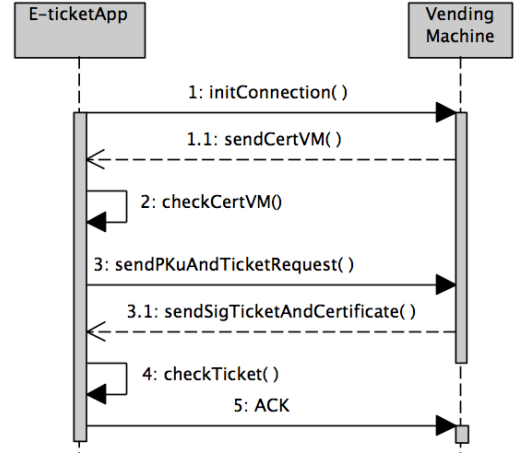 E-ticketApp
Vending
Machine
1: initConnection( )
1.1: sendCertVM( )
2: checkCertVM()
3: sendPKuAndTicketRequest( )
3.1: sendSigTicketAndCertificate( )
4: checkTicket( )
5: ACK